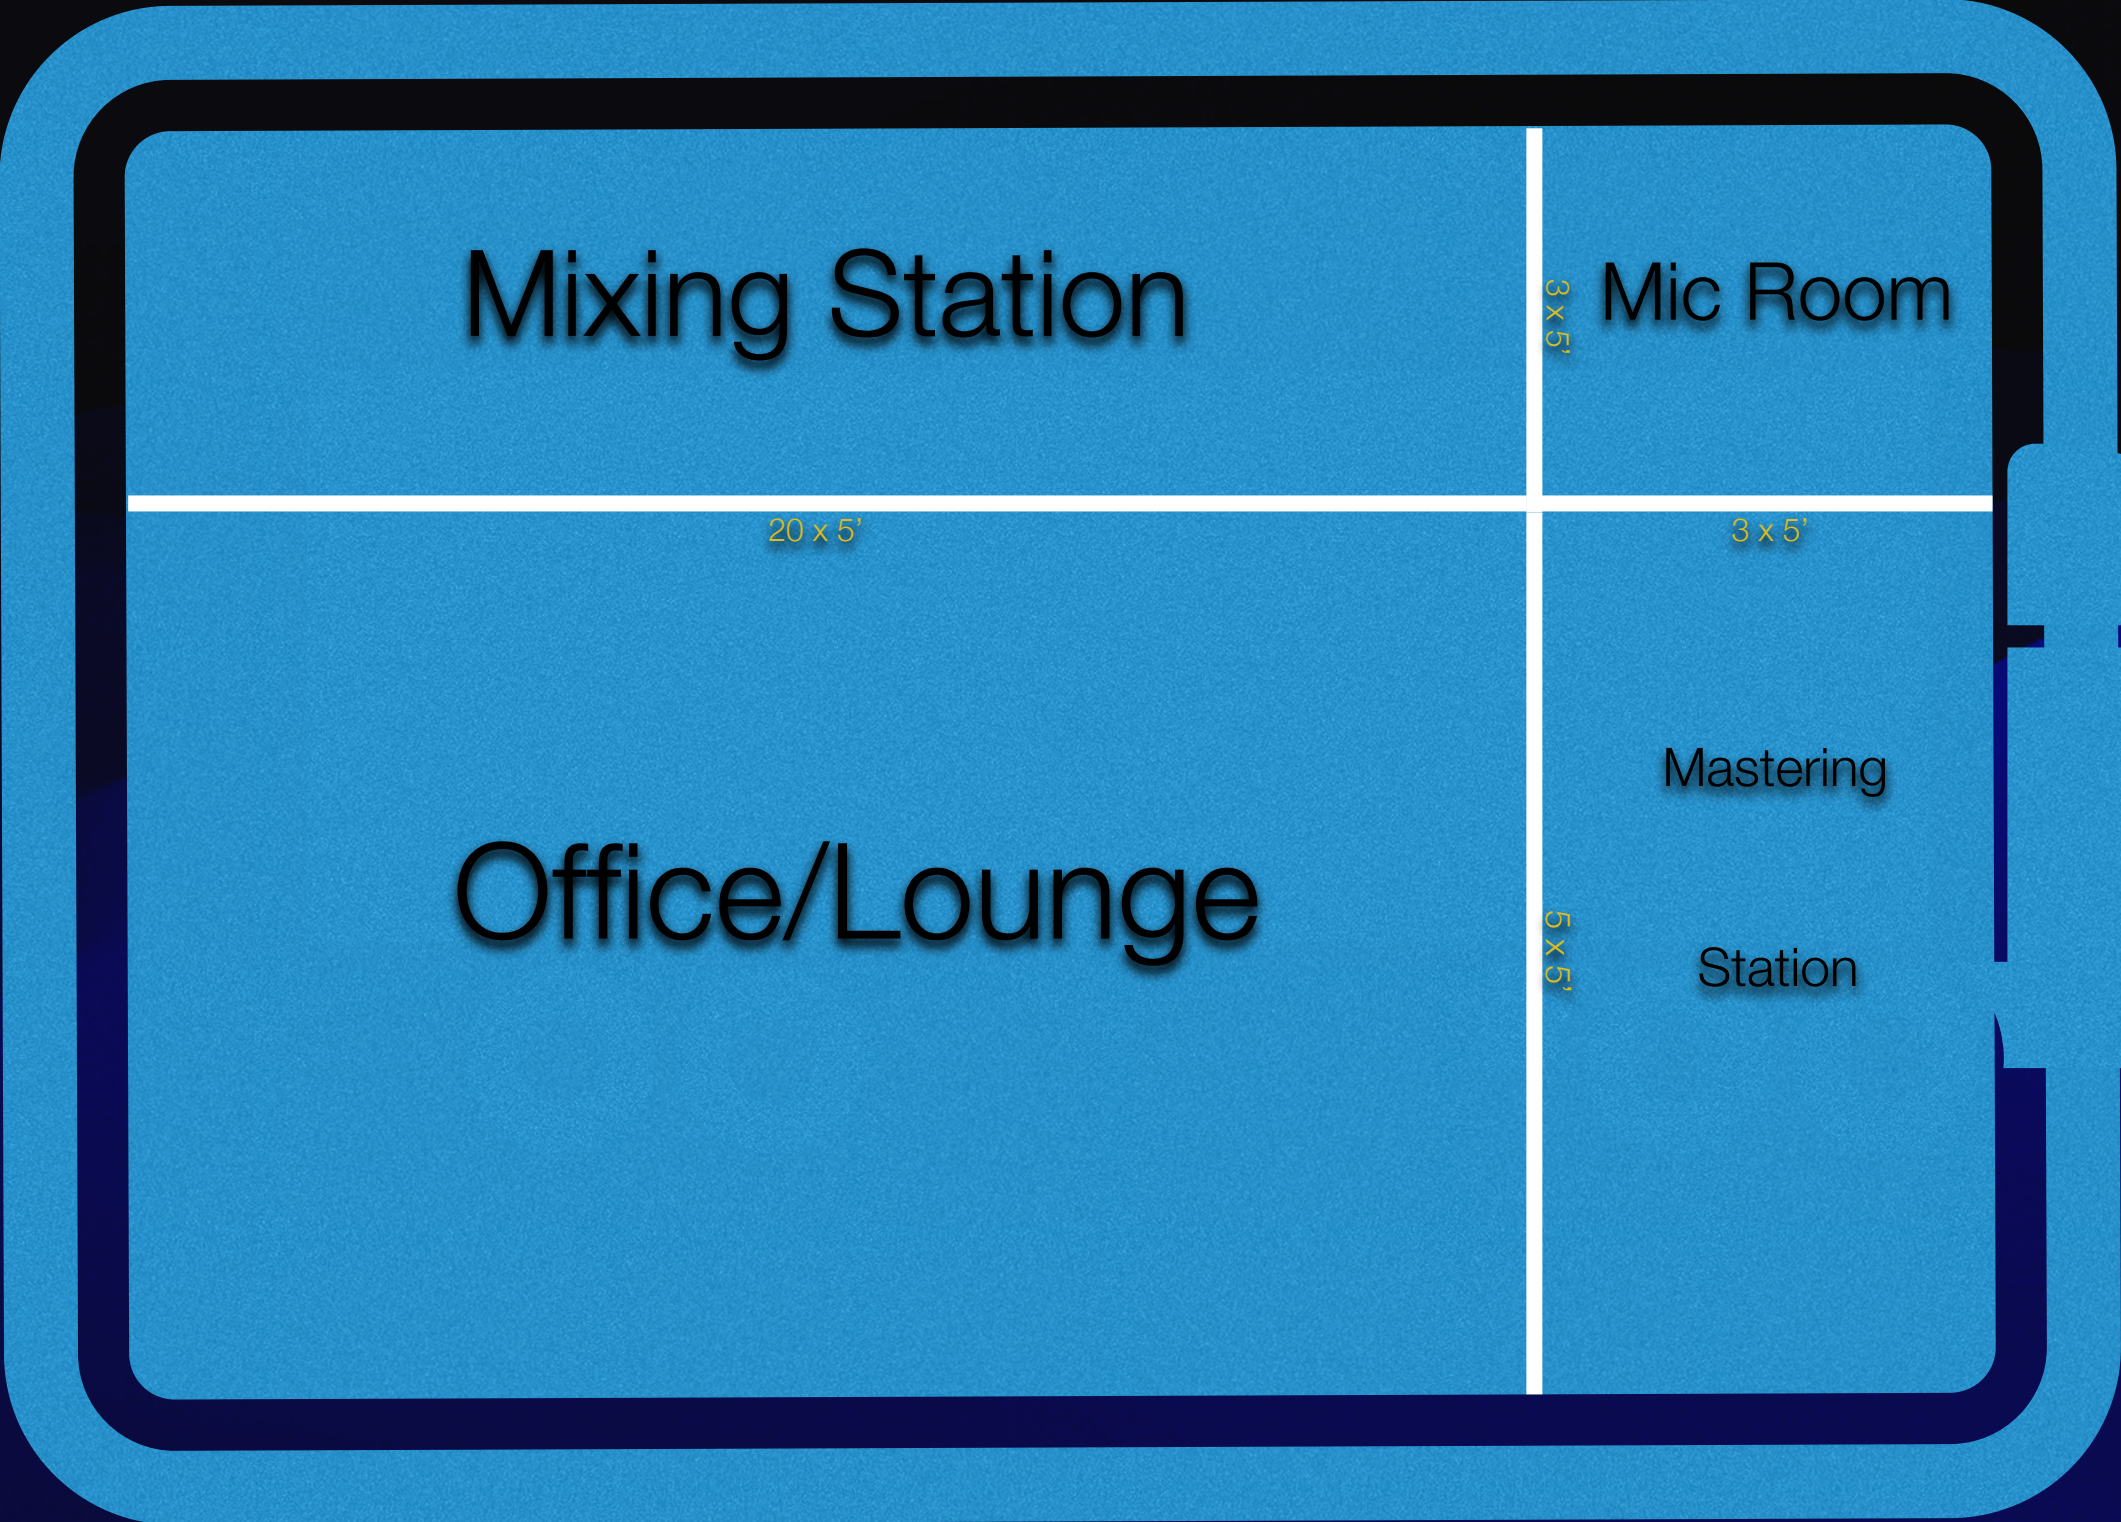 Mixing Station
3 x 5’
Mic Room
20 x 5’
3 x 5’
Mastering
Office/Lounge
5 x 5’
Station